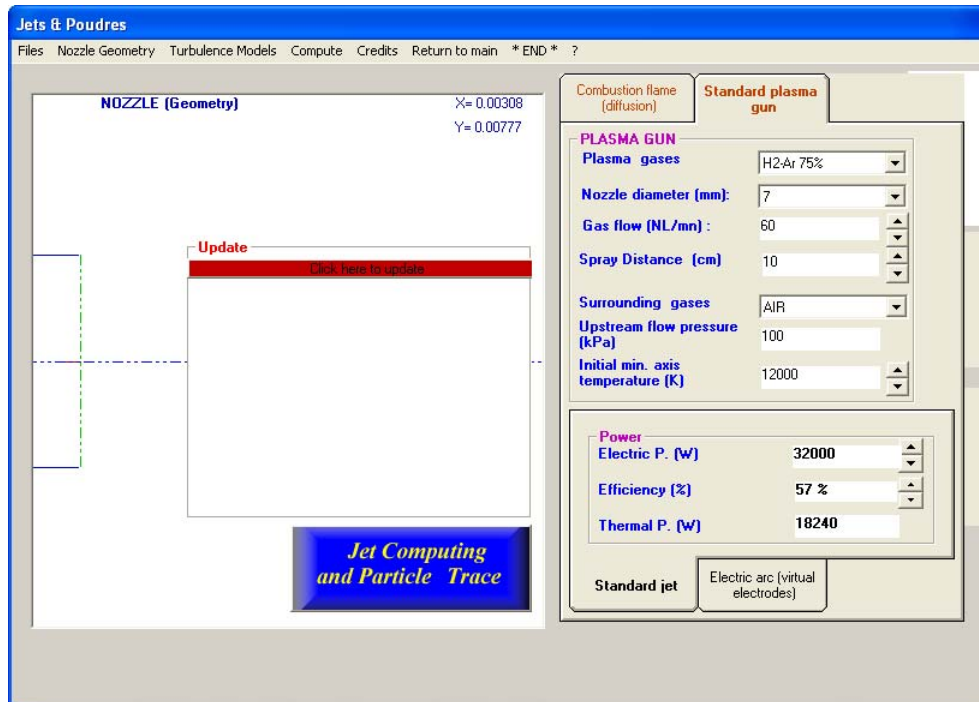 Jets & Poudres
Files Nozzle Geometry Turbulence Models Compute Credits Return to main * END * ?
NOZZLE (Geometry)
X= 0.00308
Y= 0.00777
Update
Click here to update
Jet Computing
and Particle Trace
Combustion flame
(diffusion)
Standard plasma
gun
PLASMA GUN
Plasma gases H2-Ar 75%
Nozzle diameter (mm): 7
Gas flow (NL/mn) : 60
Spray Distance (cm) 10
Surrounding gases AIR
Upstream flow pressure
(kPa) 100
Initial min. axis
temperature (K) 12000
Power
Electric P. (W) 32000
Efficiency (%) 57 %
Thermal P. (W) 18240
Standard jet
Electric arc (virtual
electrodes)